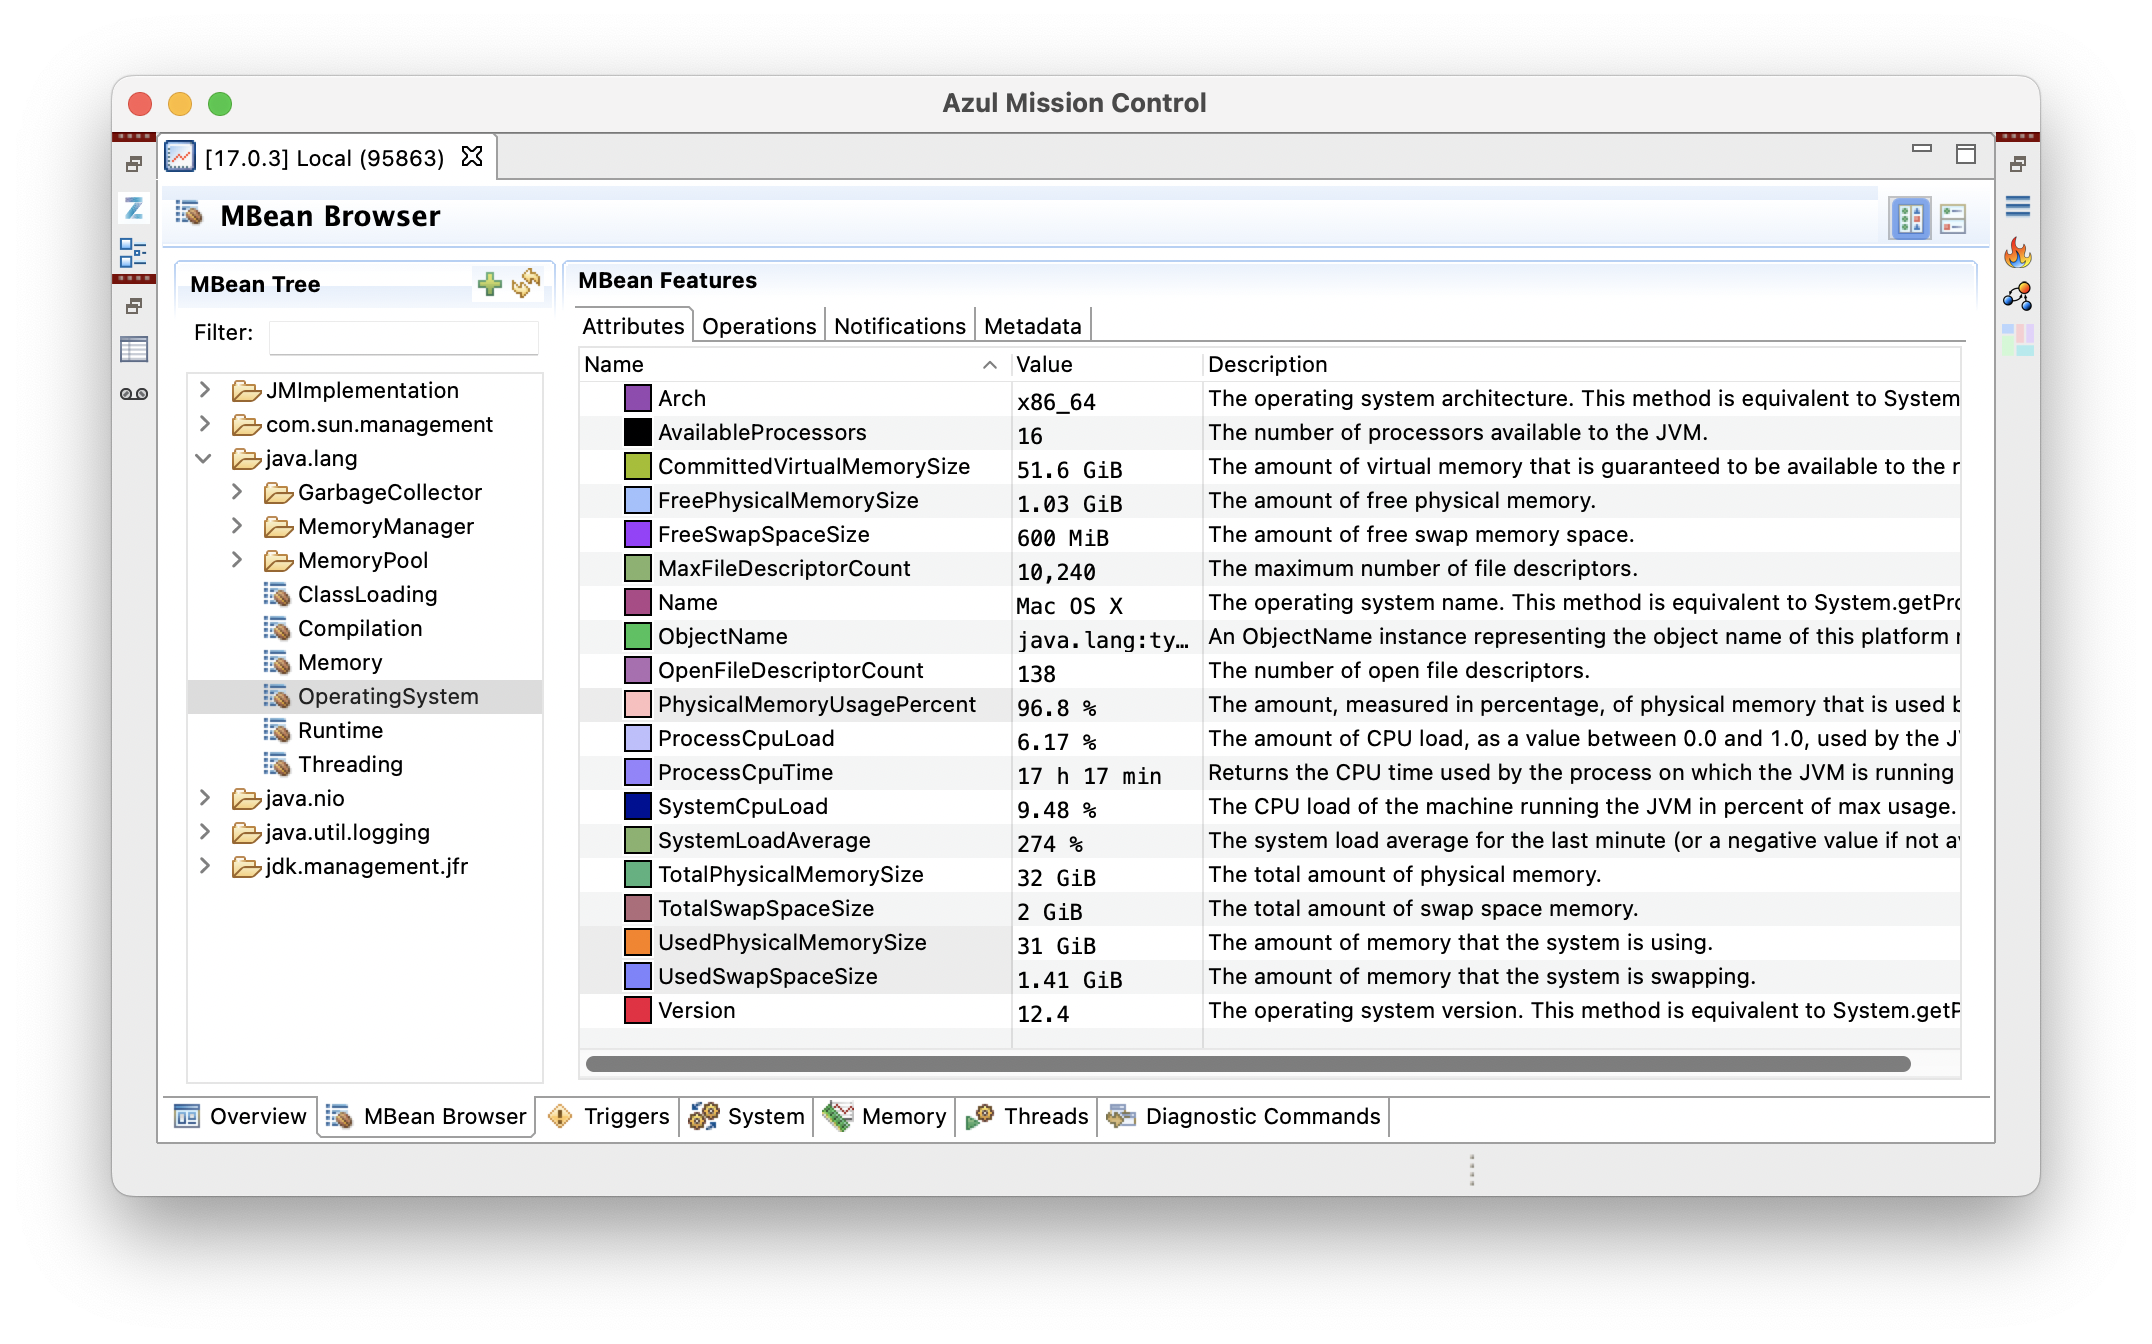 Azul Mission Control
[17.0.3] Local (95863)
MBean Browser
MBean Tree
Filter:
JMImplementation
com.sun.management
java.lang
GarbageCollector
MemoryManager
MemoryPool
ClassLoading
Compilation
Memory
OperatingSystem
Runtime
Threading
java.nio
java.util.logging
jdk.management.jfr
MBean Features
Attributes Operations Notifications Metadata
Name Value Description
Arch x86_64 The operating system architecture. This method is equivalent to System
AvailableProcessors 16 The number of processors available to the JVM.
CommittedVirtualMemorySize 51.6 GiB The amount of virtual memory that is guaranteed to be available to the r
FreePhysicalMemorySize 1.03 GiB The amount of free physical memory.
FreeSwapSpaceSize 600 MiB The amount of free swap memory space.
MaxFileDescriptorCount 10,240 The maximum number of file descriptors.
Name Mac OS X The operating system name. This method is equivalent to System.getPro
ObjectName java.lang:ty... An ObjectName instance representing the object name of this platform
OpenFileDescriptorCount 138 The number of open file descriptors.
PhysicalMemoryUsagePercent 96.8 % The amount, measured in percentage, of physical memory that is used b
ProcessCpuLoad 6.17 % The amount of CPU load, as a value between 0.0 and 1.0, used by the J
ProcessCpuTime 17 h 17 min Returns the CPU time used by the process on which the JVM is running
SystemCpuLoad 9.48 % The CPU load of the machine running the JVM in percent of max usage.
SystemLoadAverage 274 % The system load average for the last minute (or a negative value if not a
TotalPhysicalMemorySize 32 GiB The total amount of physical memory.
TotalSwapSpaceSize 2 GiB The total amount of swap space memory.
UsedPhysicalMemorySize 31 GiB The amount of memory that the system is using.
UsedSwapSpaceSize 1.41 GiB The amount of memory that the system is swapping.
Version 12.4 The operating system version. This method is equivalent to System.getP
Overview MBean Browser Triggers System Memory Threads Diagnostic Commands